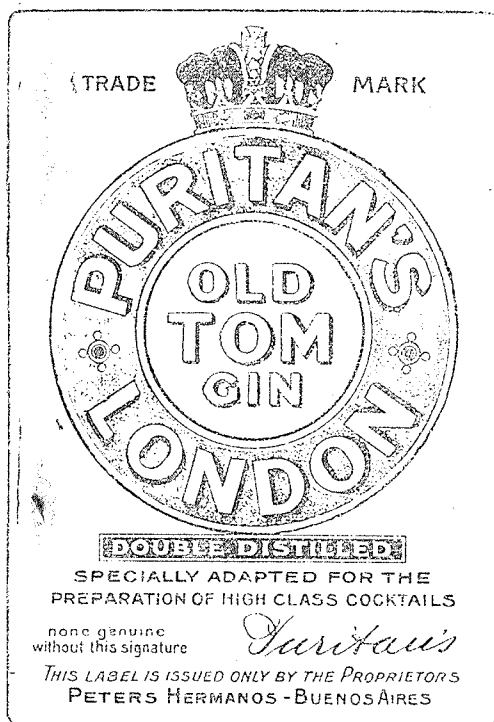 TRADE MARK
PURITAN'S
OLD
TOM
GIN
LONDON
DOUBLE DISTILLED
SPECIALLY ADAPTED FOR THE
PREPARATION OF HIGH CLASS COCKTAILS
none genuine
without this signature
Puritan's
THIS LABEL IS ISSUED ONLY BY THE PROPRIETORS
PETERS HERMANOS - BUENOS AIRES